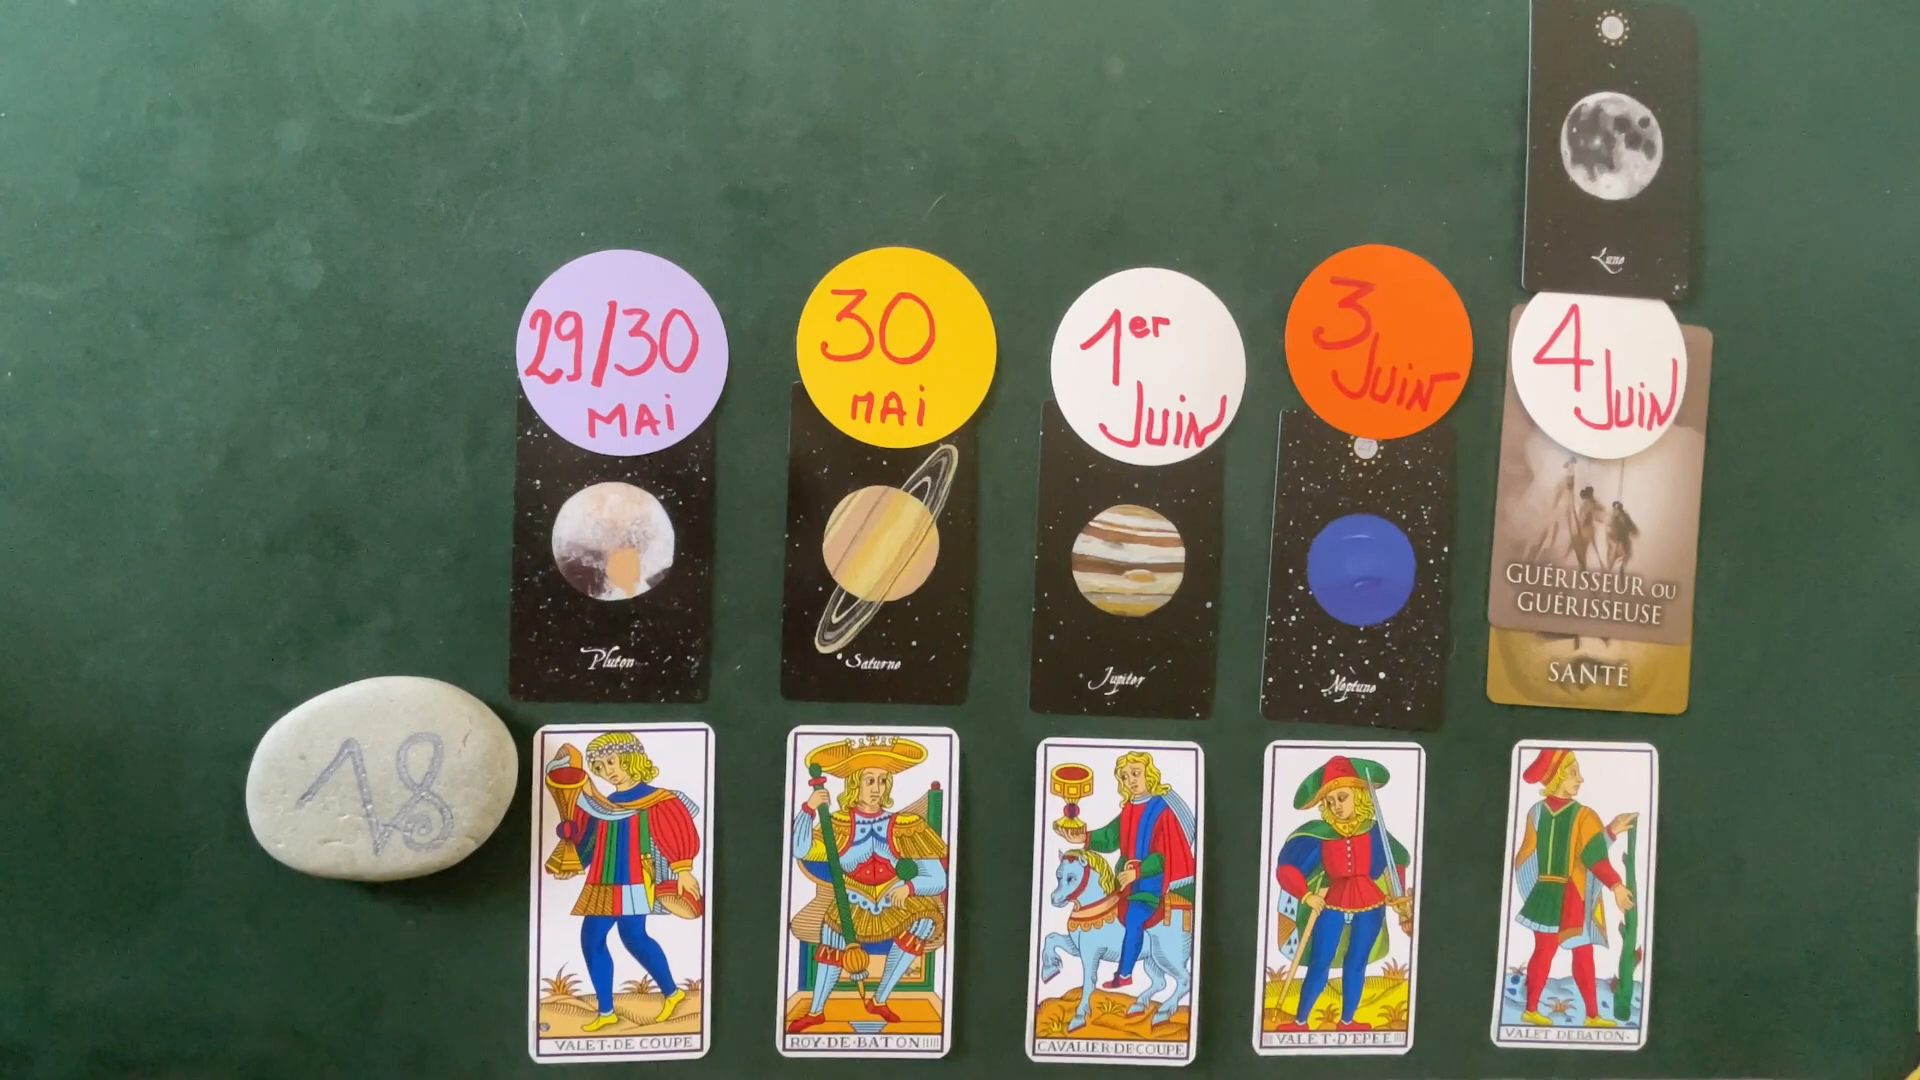 Lune
29/30
MAI
30
MAI
1er
JUIN
3
JUIN
4
JUIN
GUÉRISSEUR OU
GUÉRISSEUSE
SANTÉ
Pluton
Saturne
Jupiter
Neptune
18
VALET·DE COUPE
ROY·DE·BATON
CAVALIER·DE·COUPE
VALET·D'EPEE
VALET DE BATON·